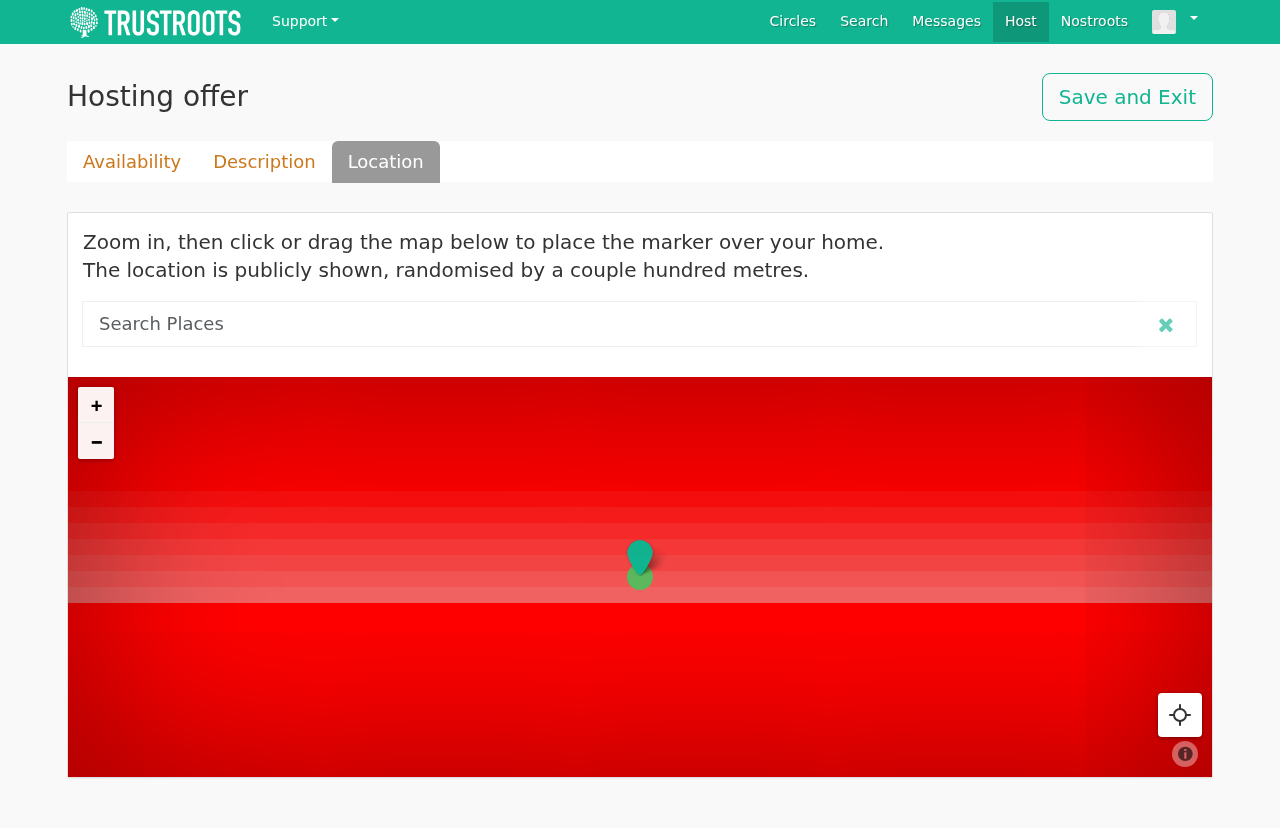 TRUSTROOTS
Support
Circles
Search
Messages
Host
Nostroots
Hosting offer
Save and Exit
Availability
Description
Location
Zoom in, then click or drag the map below to place the marker over your home.
The location is publicly shown, randomised by a couple hundred metres.
Search Places
+
−